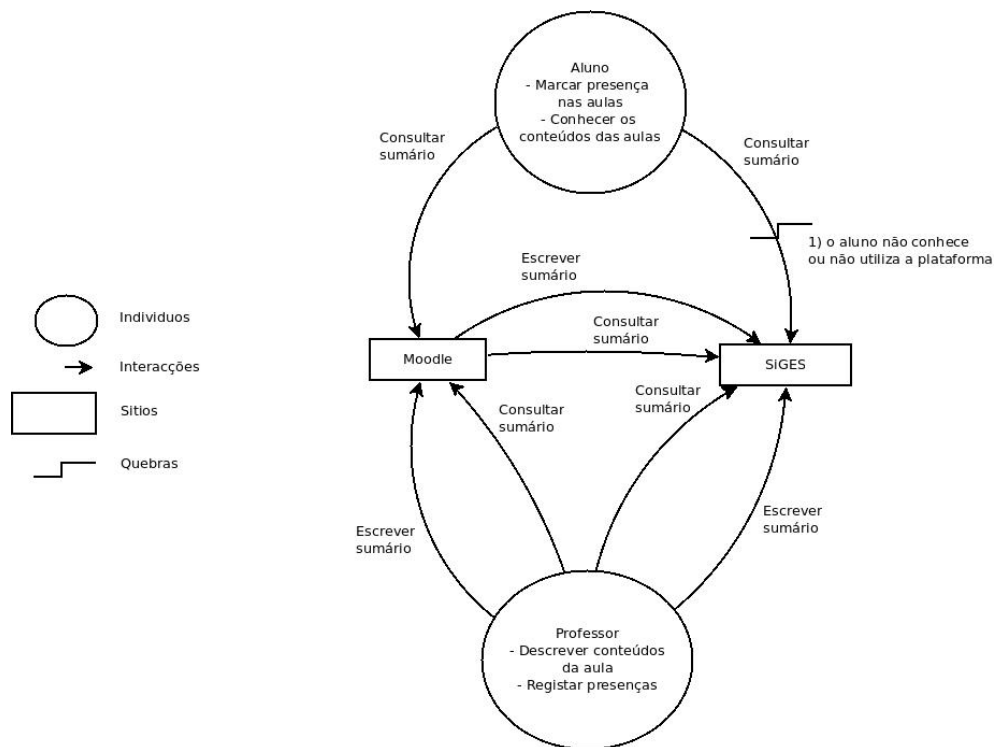 Aluno
- Marcar presença
nas aulas
- Conhecer os
conteúdos das aulas
Consultar
sumário
Consultar
sumário
1) o aluno não conhece
ou não utiliza a plataforma
Escrever
sumário
Consultar
sumário
Individuos
Interacções
Sitios
Quebras
Moodle
SiGES
Consultar
sumário
Consultar
sumário
Escrever
sumário
Escrever
sumário
Professor
- Descrever conteúdos
da aula
- Registar presenças